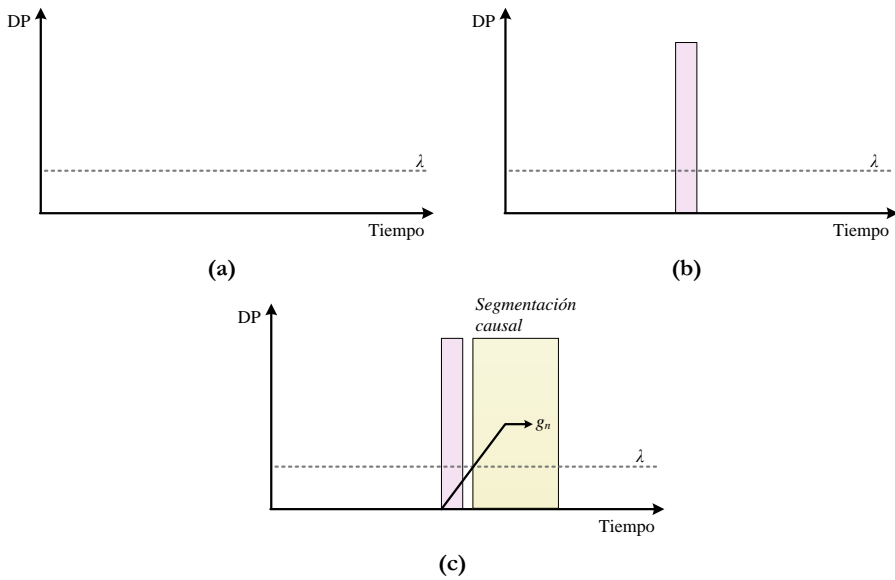 DP
λ
Tiempo
(a)
DP
λ
Tiempo
(b)
Segmentación
causal
DP
gₙ
λ
Tiempo
(c)